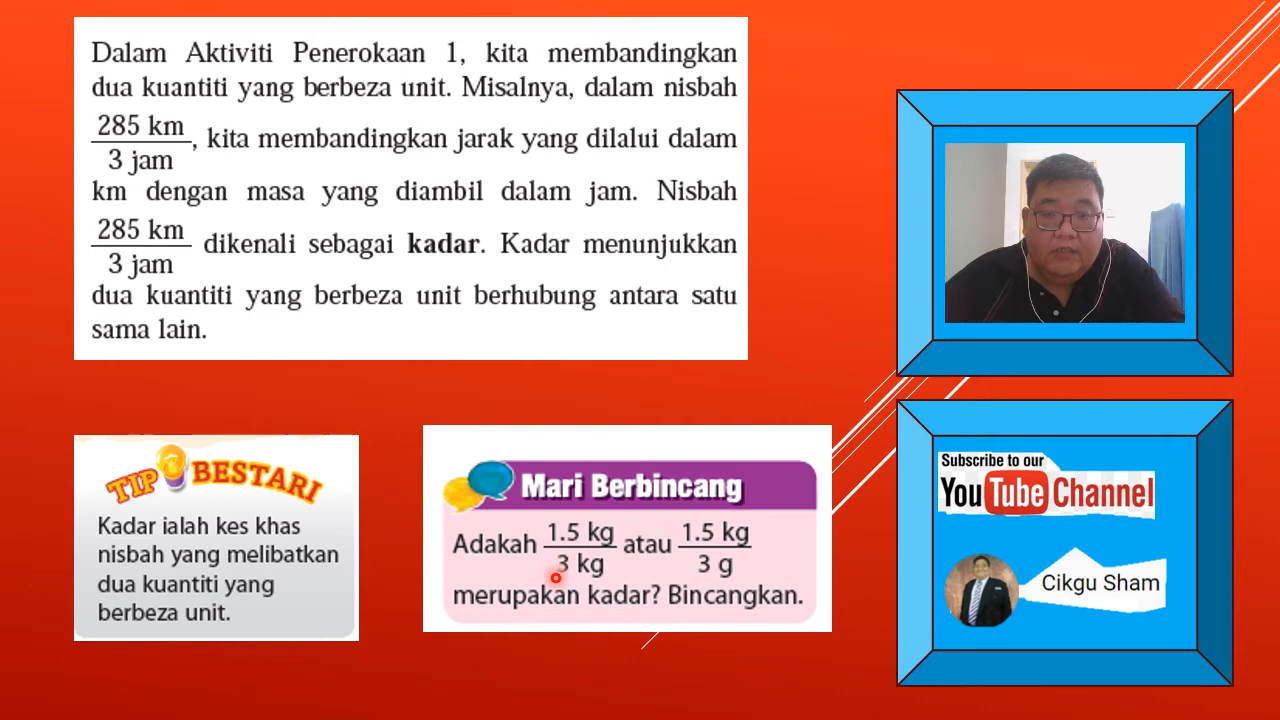 Dalam Aktiviti Penerokaan 1, kita membandingkan
dua kuantiti yang berbeza unit. Misalnya, dalam nisbah
285 km / 3 jam, kita membandingkan jarak yang dilalui dalam
km dengan masa yang diambil dalam jam. Nisbah
285 km / 3 jam dikenali sebagai kadar. Kadar menunjukkan
dua kuantiti yang berbeza unit berhubung antara satu
sama lain.
TIP BESTARI
Kadar ialah kes khas
nisbah yang melibatkan
dua kuantiti yang
berbeza unit.
Mari Berbincang
Adakah 1.5 kg / 3 kg atau 1.5 kg / 3 g
merupakan kadar? Bincangkan.
Subscribe to our
YouTube Channel
Cikgu Sham